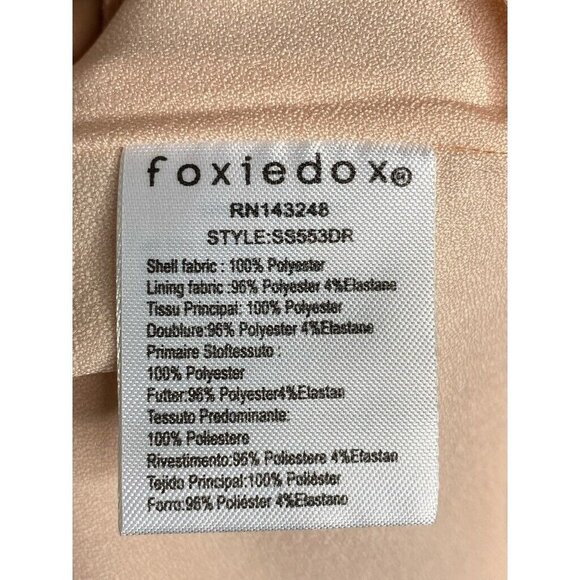 foxiedox®
RN143248
STYLE:SS553DR
Shell fabric : 100% Polyester
Lining fabric :96% Polyester 4%Elastane
Tissu Principal: 100% Polyester
Doublure:96% Polyester 4%Elastane
Primaire Stoftessuto :
100% Polyester
Futter:96% Polyester4%Elastan
Tessuto Predominante:
100% Poliestere
Rivestimento:96% Poliestere 4%Elastan
Tejido Principal:100% Poliéster
Forro:96% Poliéster 4%Elastano